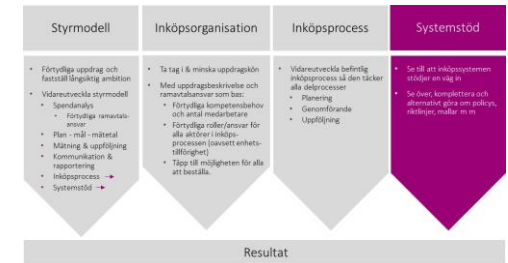 Styrmodell
Förtydliga uppdrag och
fastställ långsiktig ambition
Vidareutveckla styrmodell
Spendanalys
Förtydliga ramavtals-
ansvar
Plan - mål - mätetal
Mätning & uppföljning
Kommunikation &
rapportering
Inköpsprocess →
Systemstöd →
Inköpsorganisation
Ta tag i & minska uppdragskön
Med uppdragsbeskrivelse och
ramavtalsansvar som bas:
Förtydliga kompetensbehov
och antal medarbetare
Förtydliga roller/ansvar för
alla aktörer i inköps-
processen (oavsett enhets-
tillförighet)
Täpp till möjligheten för alla
att beställa.
Inköpsprocess
Vidareutveckla befintlig
inköpsprocess så den täcker
alla delprocesser
Planering
Genomförande
Uppföljning
Systemstöd
Se till att inköpssystemen
stödjer en väg in
Se över, komplettera och
alternativt göra om policys,
riktlinjer, mallar m m
Resultat